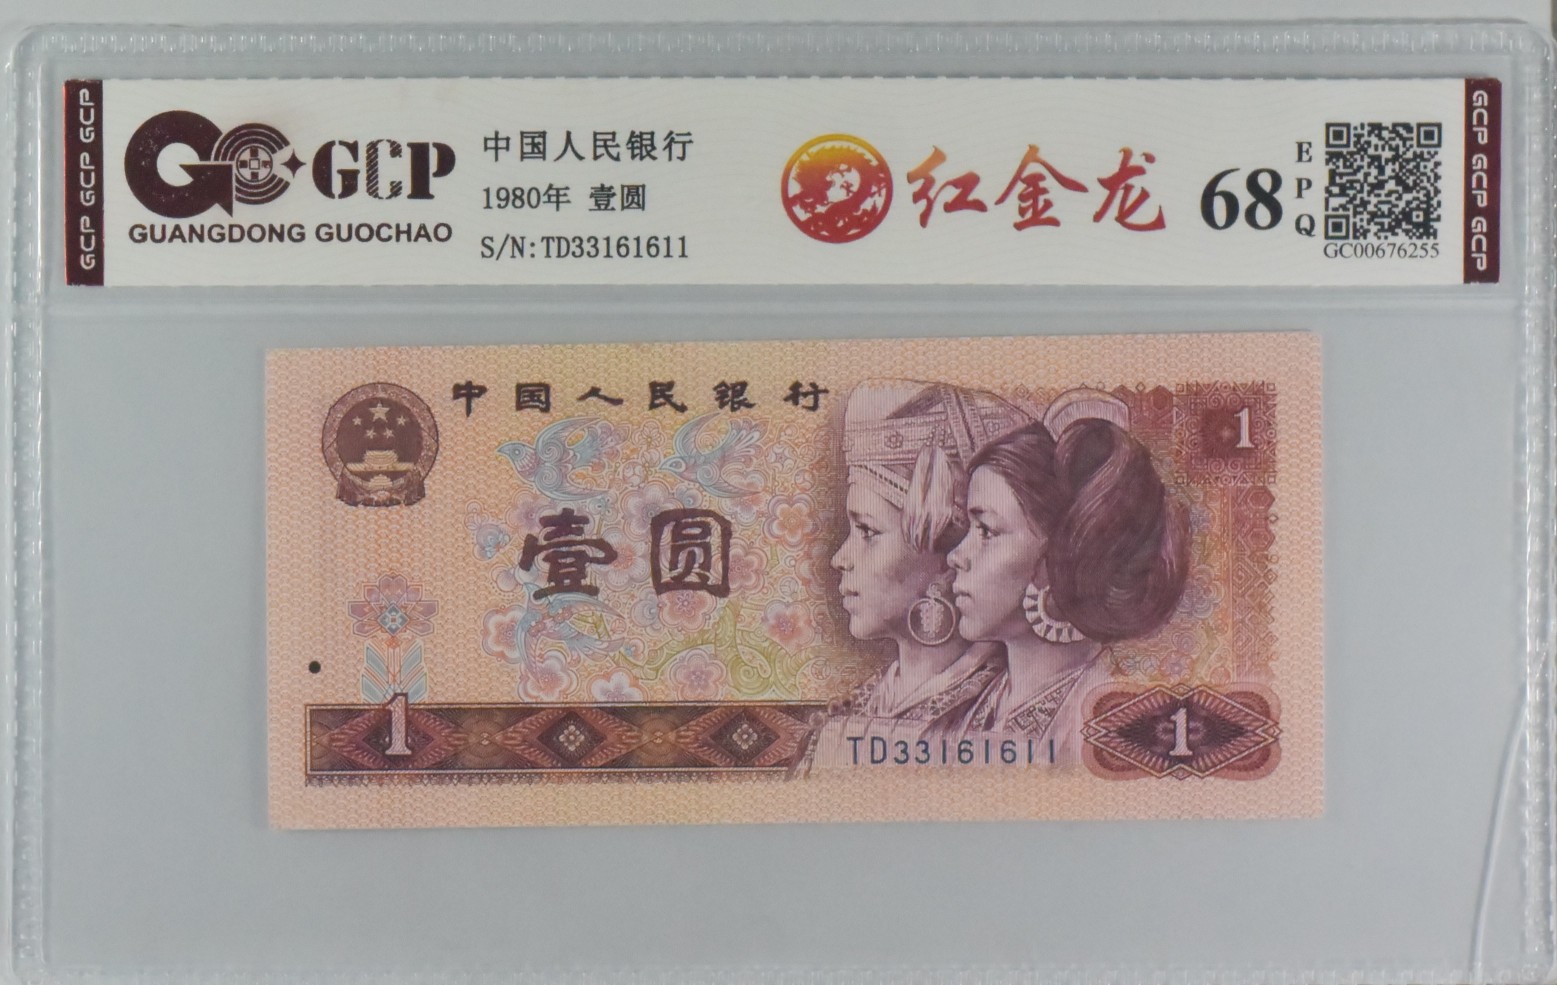 GCP GCP GCP
GCP
GUANGDONG GUOCHAO
中国人民银行
1980年 壹圆
S/N:TD33161611
红金龙
68
EPQ
GC00676255
GCP GCP GCP
中国人民银行
1
壹圆
1
TD33161611
1